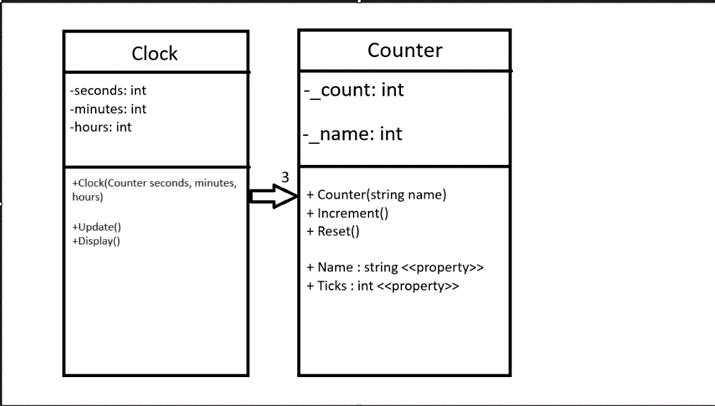 Clock
-seconds: int
-minutes: int
-hours: int
+Clock(Counter seconds, minutes,
hours)
+Update()
+Display()
3
Counter
-_count: int
-_name: int
+ Counter(string name)
+ Increment()
+ Reset()
+ Name : string <<property>>
+ Ticks : int <<property>>